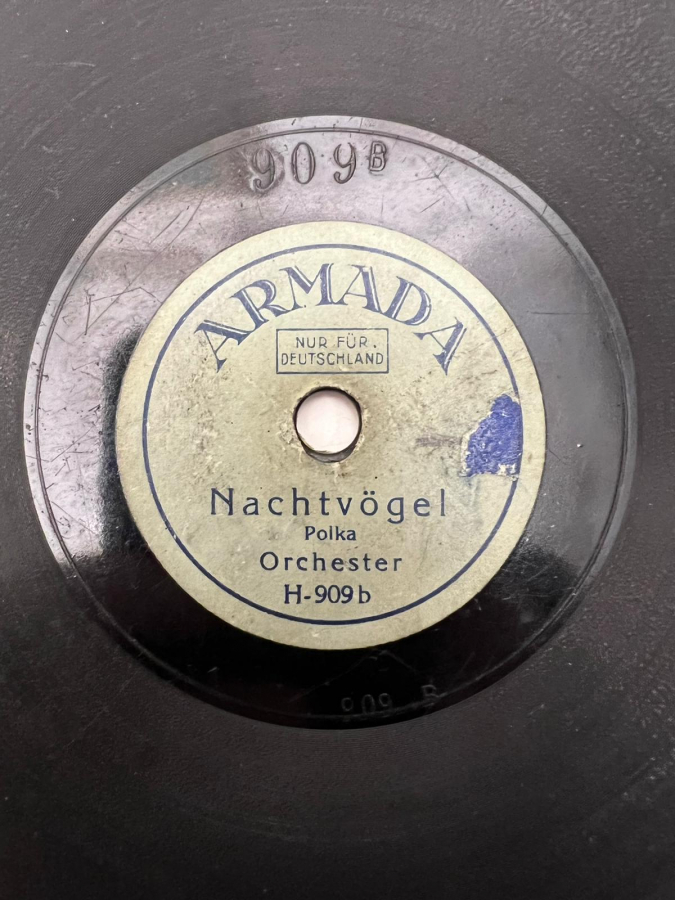 909B
ARMADA
NUR FÜR
DEUTSCHLAND
Nachtvögel
Polka
Orchester
H-909b
909 B